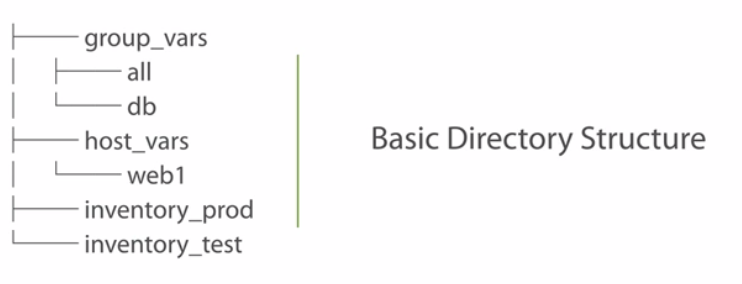 group_vars
all
db
host_vars
web1
inventory_prod
inventory_test
Basic Directory Structure